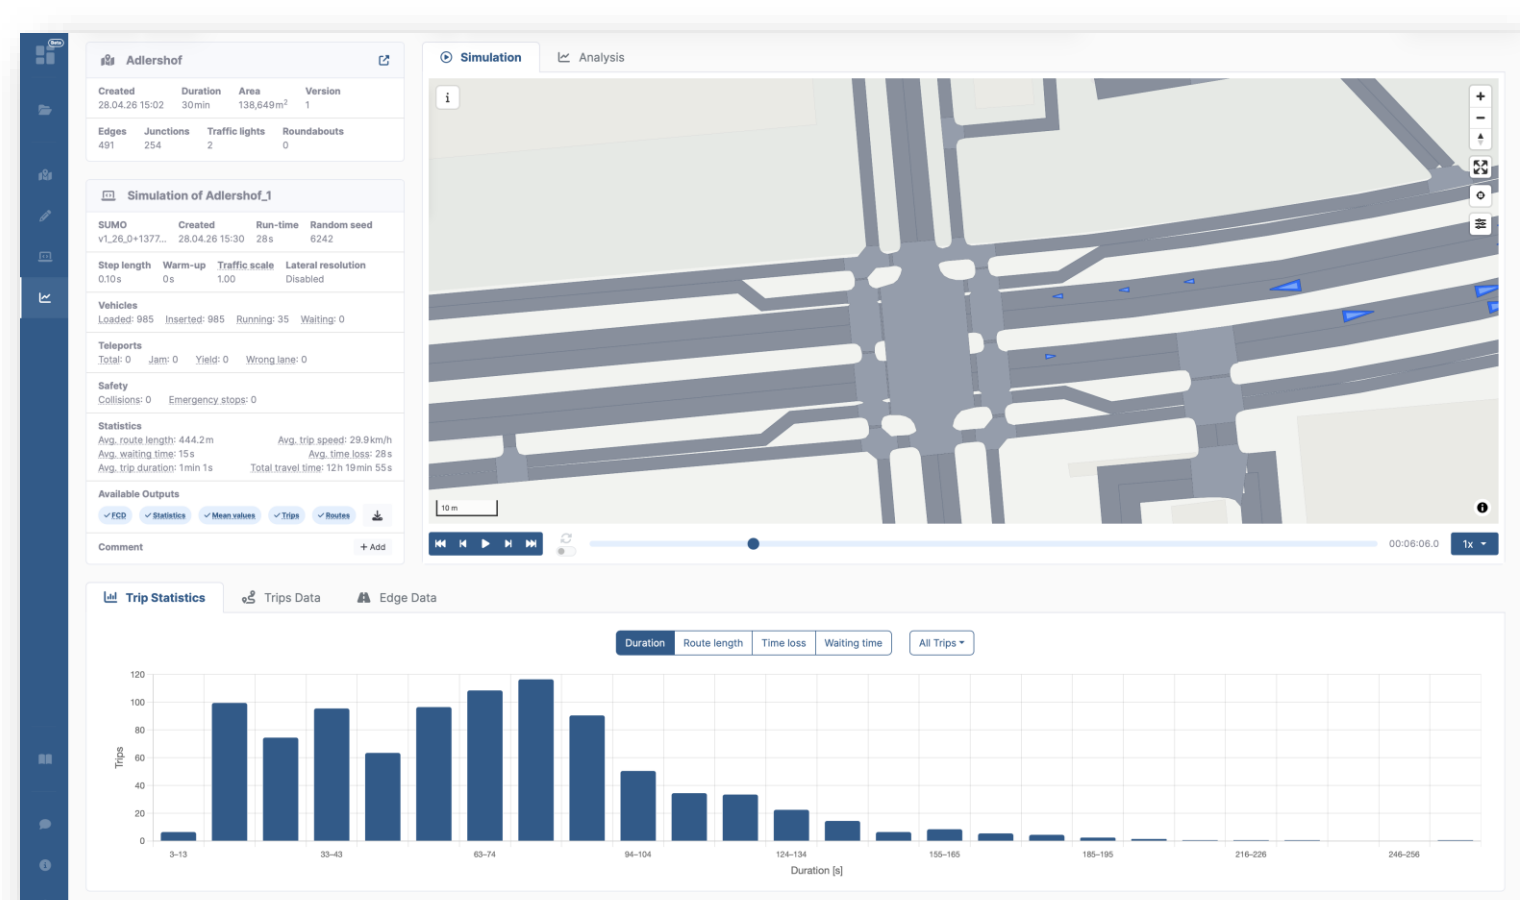 Beta
Adlershof
Created Duration Area Version
28.04.26 15:02 30min 138,649m² 1
Edges Junctions Traffic lights Roundabouts
491 254 2 0
Simulation of Adlershof_1
SUMO Created Run-time Random seed
v1_26_0+1377... 28.04.26 15:30 28s 6242
Step length Warm-up Traffic scale Lateral resolution
0.10s 0s 1.00 Disabled
Vehicles
Loaded: 985 Inserted: 985 Running: 35 Waiting: 0
Teleports
Total: 0 Jam: 0 Yield: 0 Wrong lane: 0
Safety
Collisions: 0 Emergency stops: 0
Statistics
Avg. route length: 444.2m Avg. trip speed: 29.9km/h
Avg. waiting time: 15s Avg. time loss: 28s
Avg. trip duration: 1min 1s Total travel time: 12h 19min 55s
Available Outputs
FCD Statistics Mean values Trips Routes
Comment + Add
Simulation Analysis
i
10 m
00:06:06.0 1x
Trip Statistics Trips Data Edge Data
Duration Route length Time loss Waiting time All Trips
120
100
80
60
40
20
0
Trips
3–13 33–43 63–74 94–104 124–134 155–165 185–195 216–226 246–256
Duration [s]